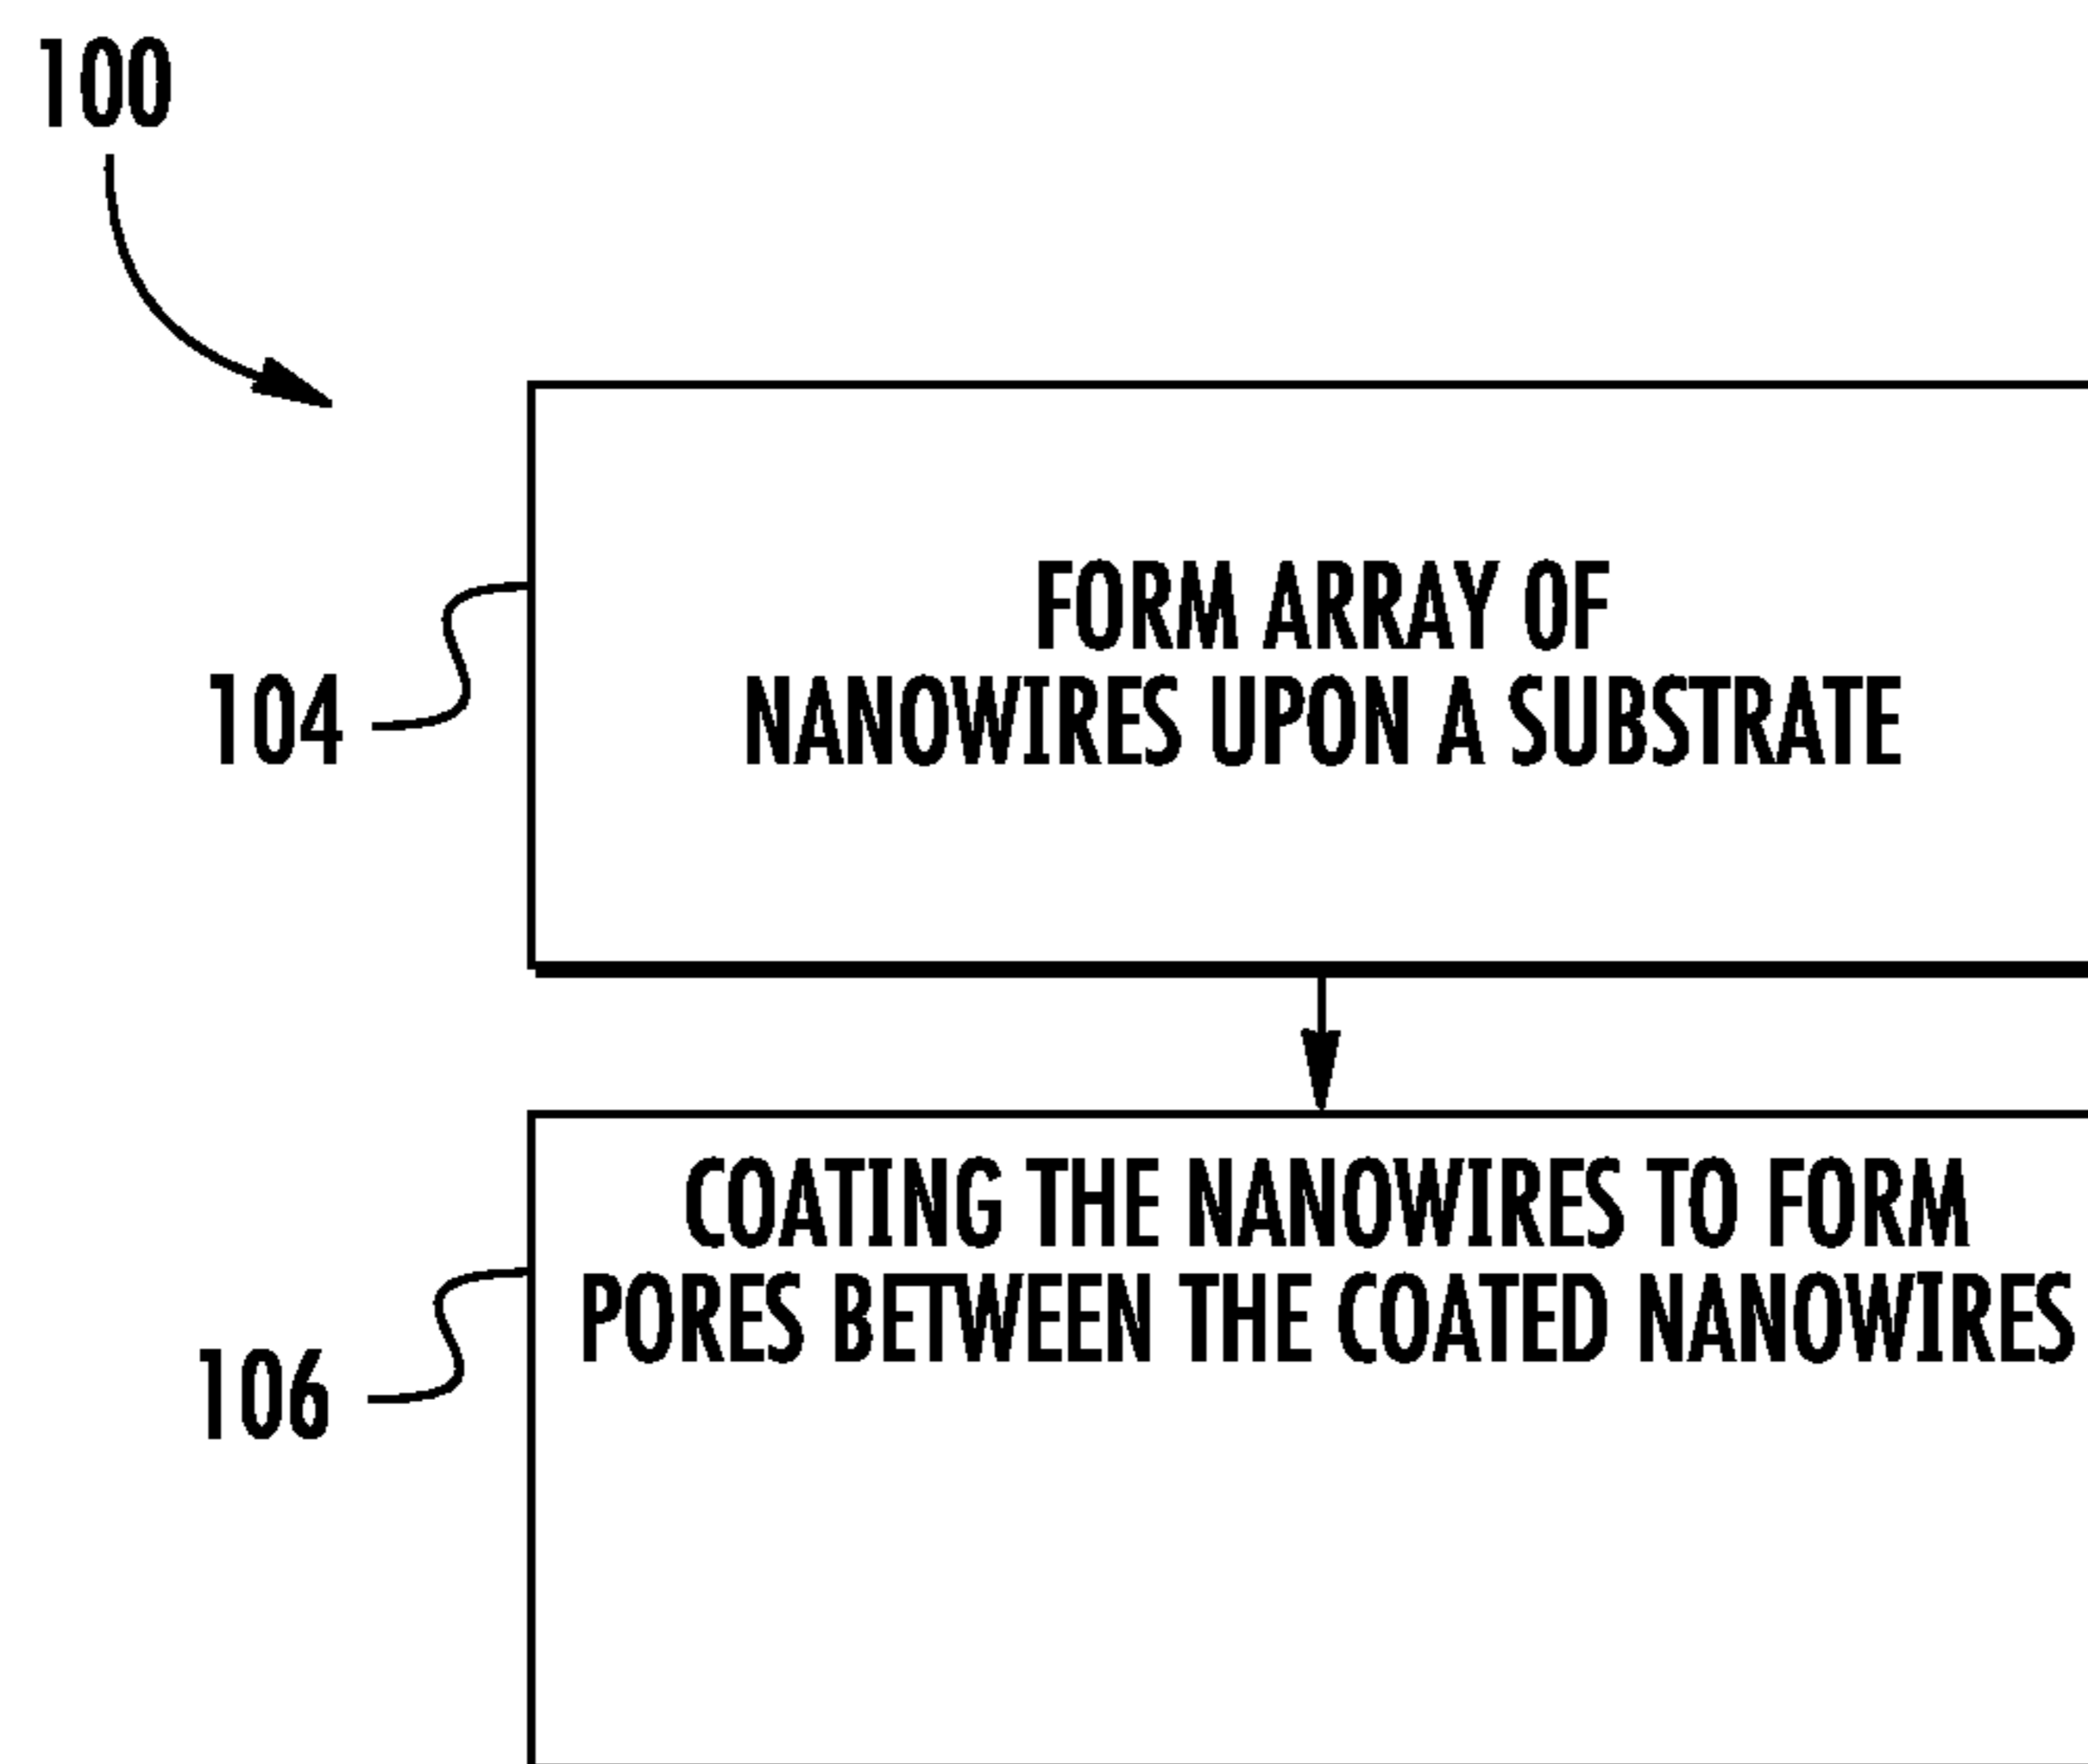 100
FORM ARRAY OF
NANOWIRES UPON A SUBSTRATE
104
COATING THE NANOWIRES TO FORM
PORES BETWEEN THE COATED NANOWIRES
106